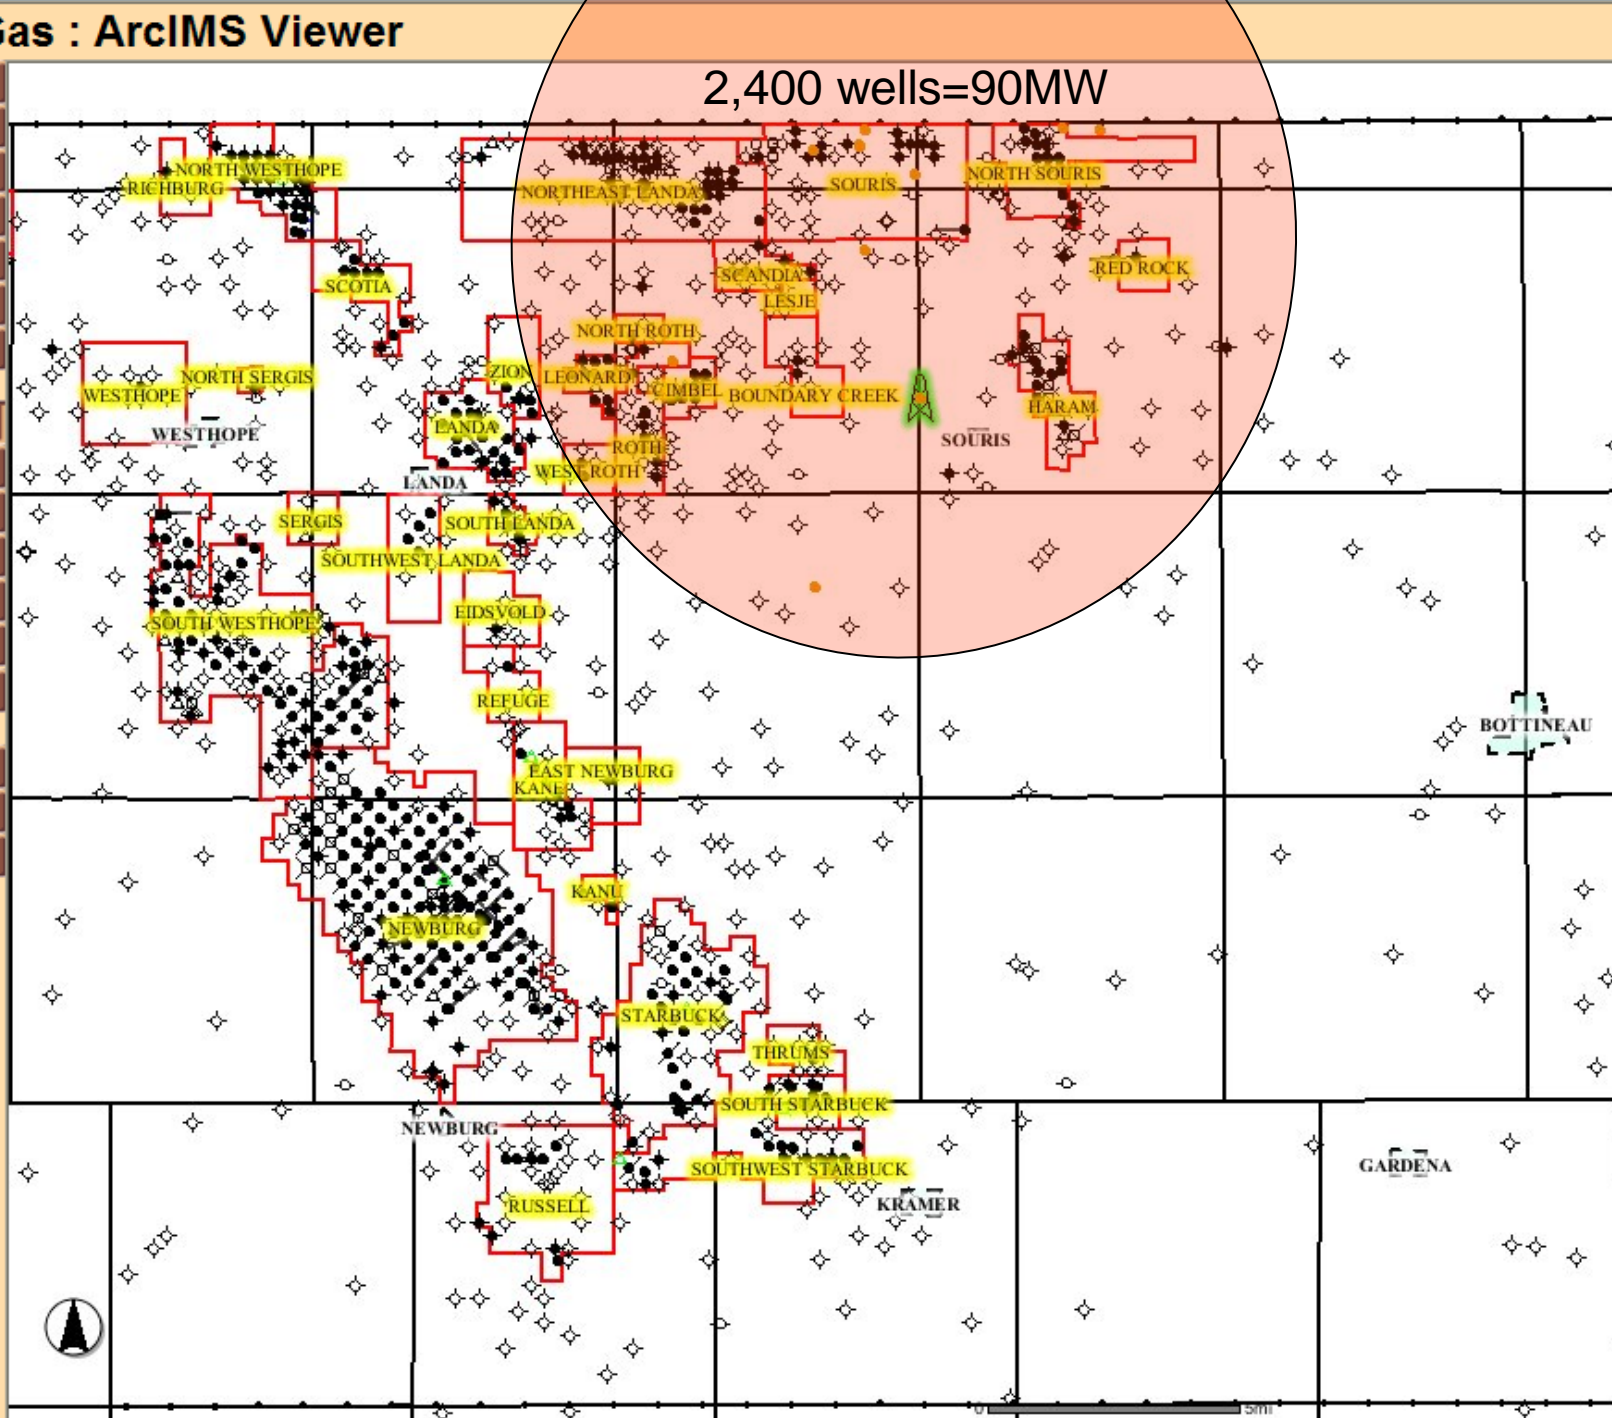 Gas : ArcIMS Viewer
2,400 wells=90MW
NORTH WESTHOPE
RICHBURG
NORTHEAST LANDA
SOURIS
NORTH SOURIS
SCOTIA
SCANDIA
LESJE
RED ROCK
NORTH ROTH
ZION
LEONARD
CIMBEL
BOUNDARY CREEK
HARAM
NORTH SERGIS
WESTHOPE
WESTHOPE
LANDA
SOURIS
ROTH
WEST ROTH
LANDA
SERGIS
SOUTH LANDA
SOUTHWEST LANDA
EIDSVOLD
SOUTH WESTHOPE
REFUGE
BOTTINEAU
EAST NEWBURG
KANE
KANU
NEWBURG
STARBUCK
THRUMS
SOUTH STARBUCK
NEWBURG
SOUTHWEST STARBUCK
GARDENA
RUSSELL
KRAMER
0 5mi